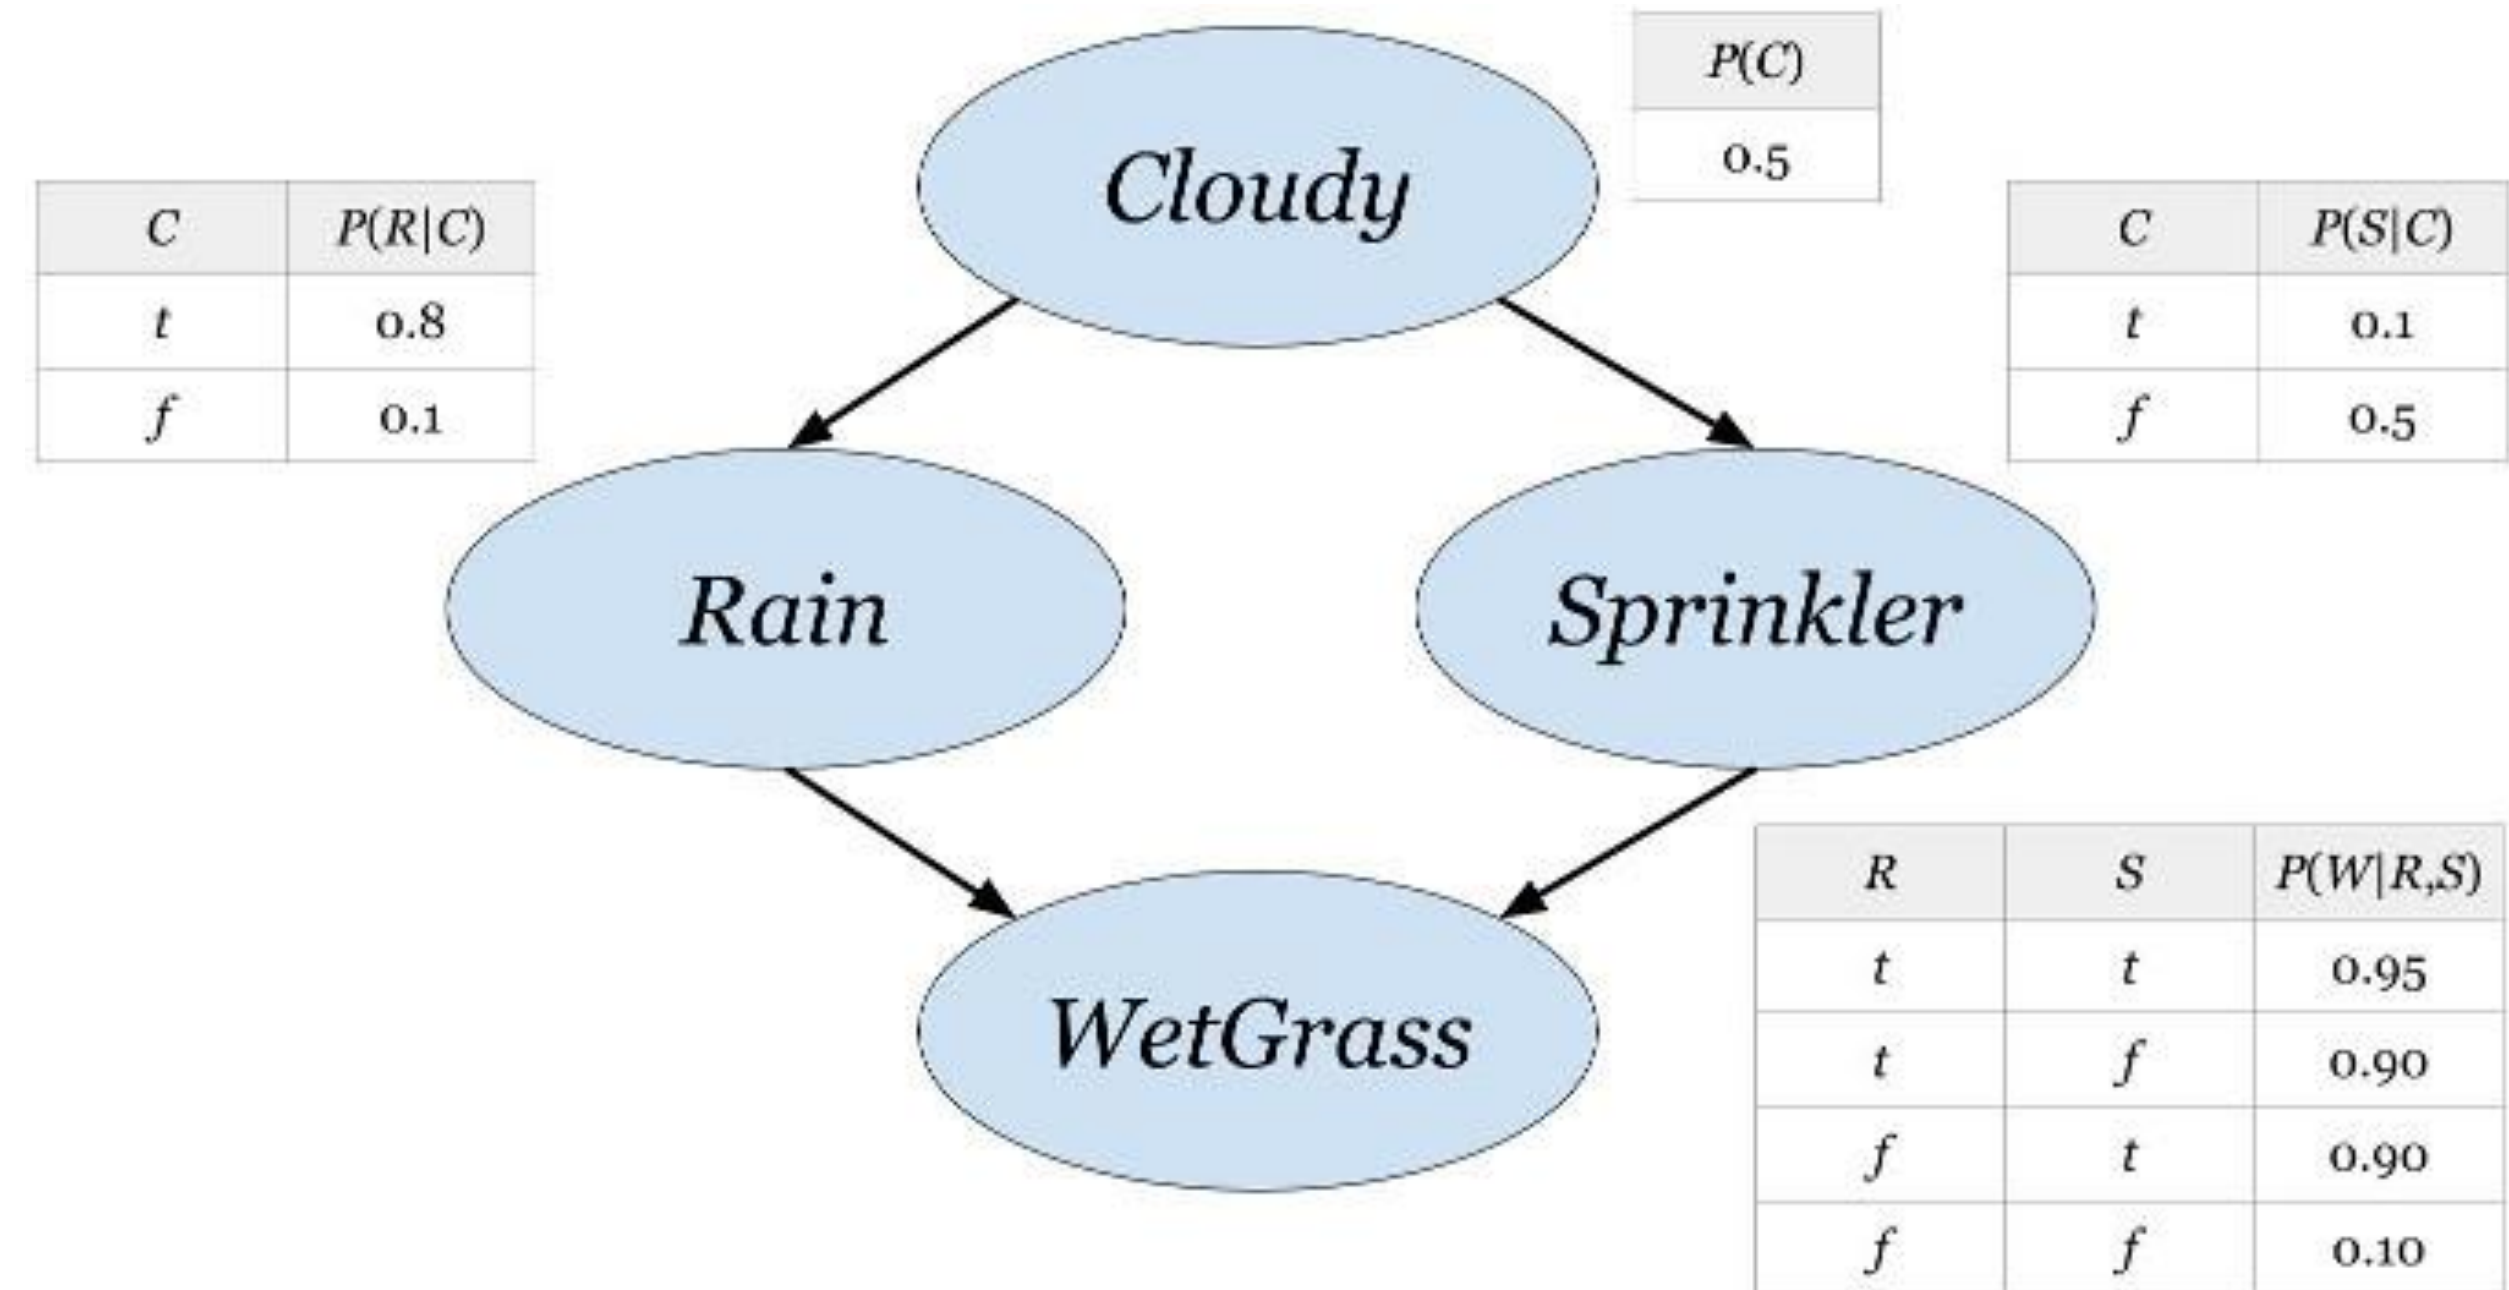 P(C)
0.5
Cloudy
C P(R|C)
t 0.8
f 0.1
C P(S|C)
t 0.1
f 0.5
Rain
Sprinkler
WetGrass
R S P(W|R,S)
t t 0.95
t f 0.90
f t 0.90
f f 0.10